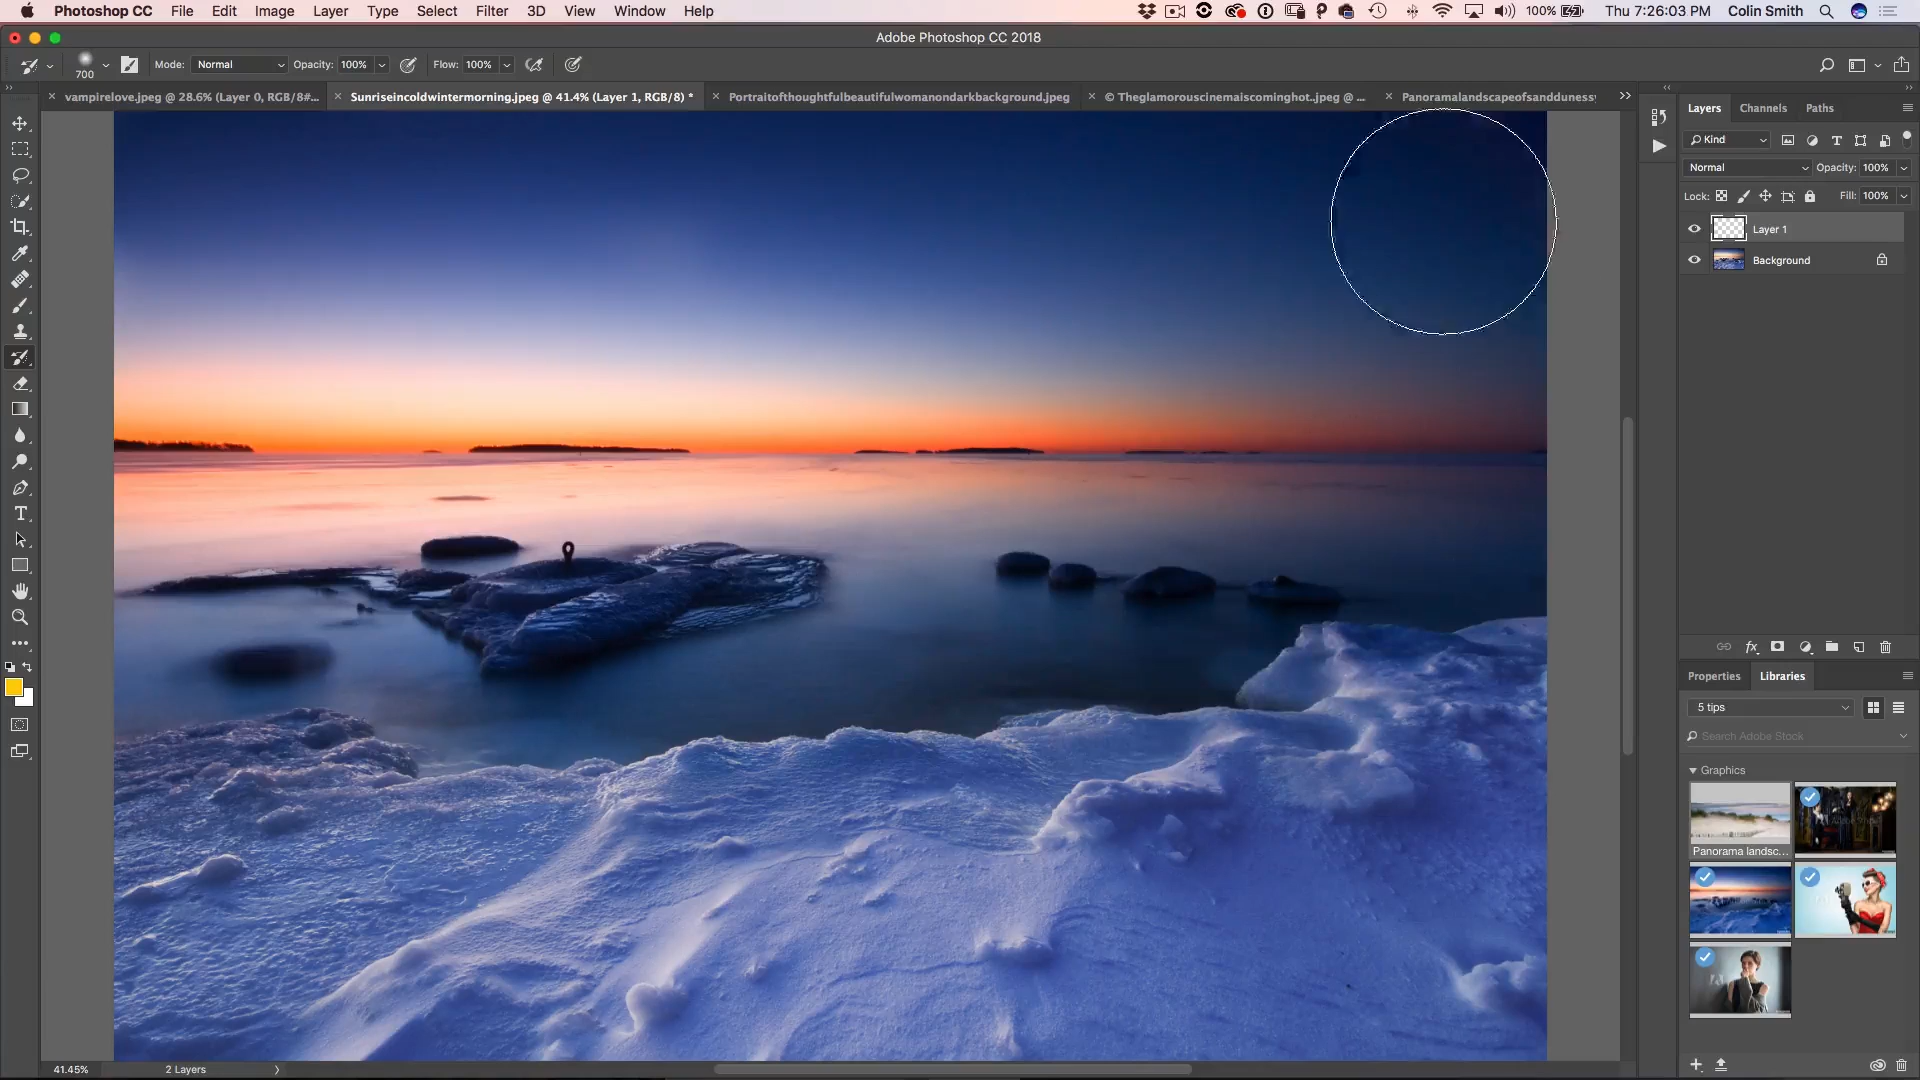 Photoshop CC File Edit Image Layer Type Select Filter 3D View Window Help 100% Thu 7:26:03 PM Colin Smith
Adobe Photoshop CC 2018
700 Mode: Normal Opacity: 100% Flow: 100%
vampirelove.jpeg @ 28.6% (Layer 0, RGB/8#... Sunriseincoldwintermorning.jpeg @ 41.4% (Layer 1, RGB/8) * Portraitofthoughtfulbeautifulwomanondarkbackground.jpeg © Theglamorouscinemaiscominghot..jpeg @ ... Panoramalandscapeofsanddunessy
Layers Channels Paths
Kind
Normal Opacity: 100%
Lock: Fill: 100%
Layer 1
Background
fx
Properties Libraries
5 tips
Search Adobe Stock
Graphics
Panorama landsc...
41.45% 2 Layers